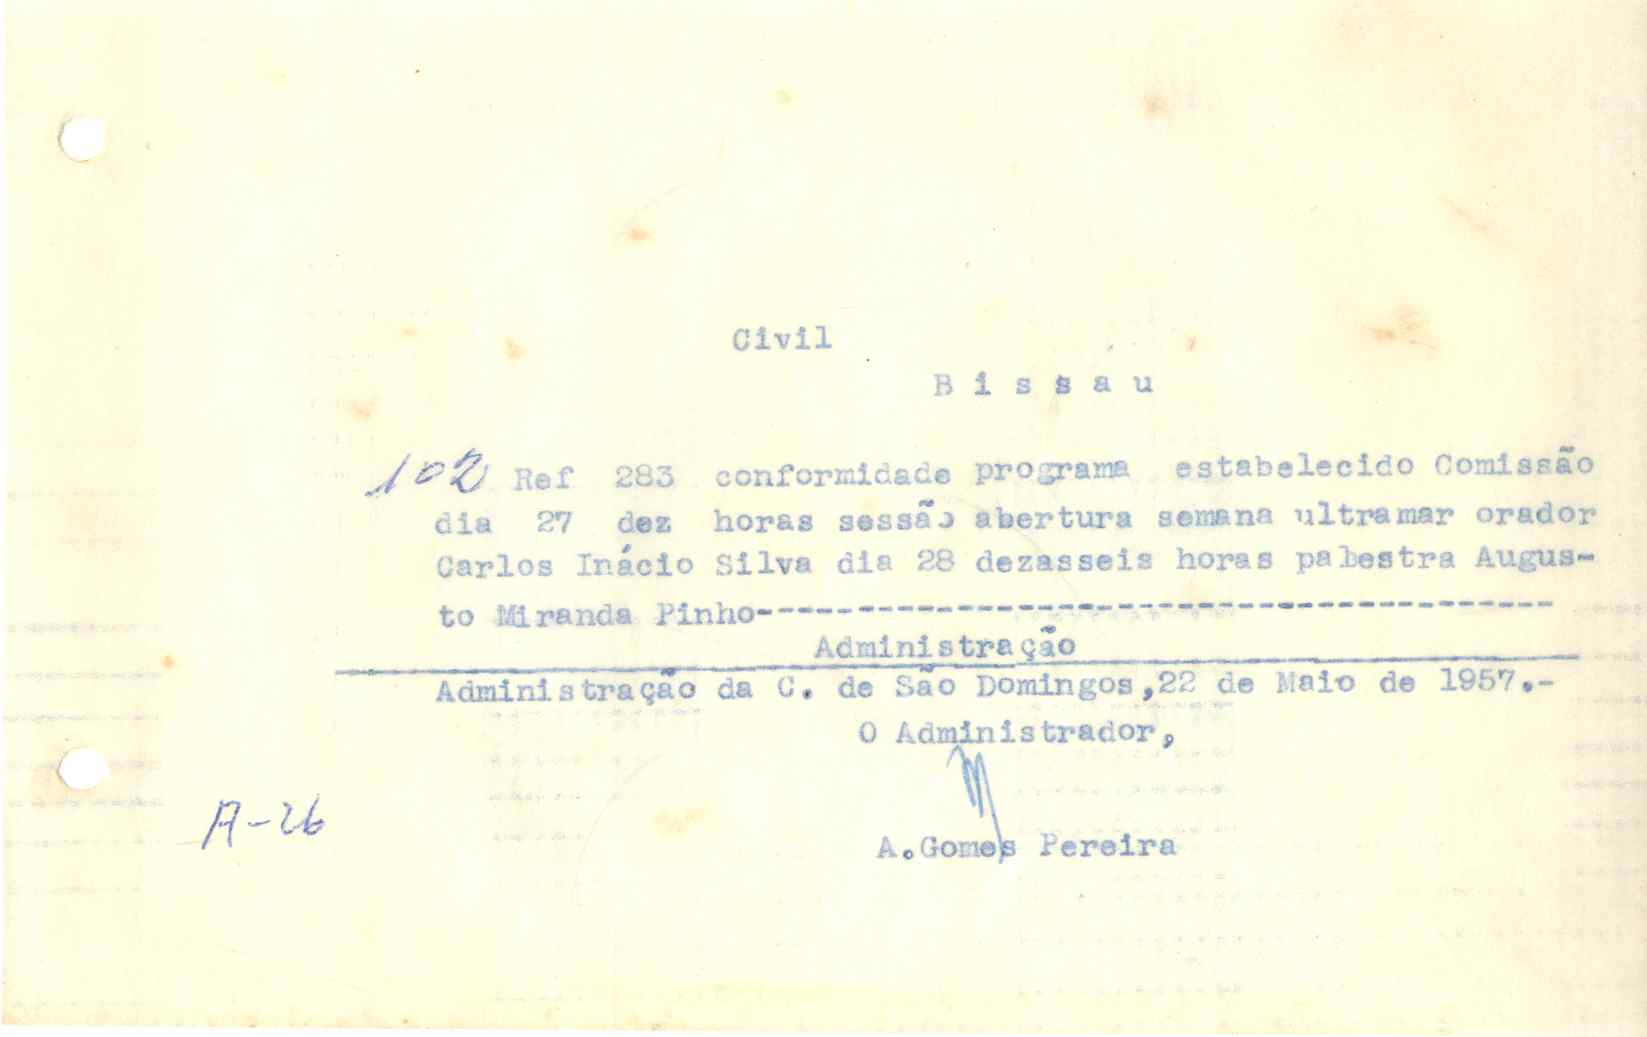 Civil
B i s s a u
102 Ref 283 conformidade programa estabelecido Comissão
dia 27 dez horas sessão abertura semana ultramar orador
Carlos Inácio Silva dia 28 dezasseis horas palestra Augus-
to Miranda Pinho----------------------------------------
Administração
Administração da C. de São Domingos,22 de Maio de 1957.-
O Administrador,
A.Gomes Pereira
A-26